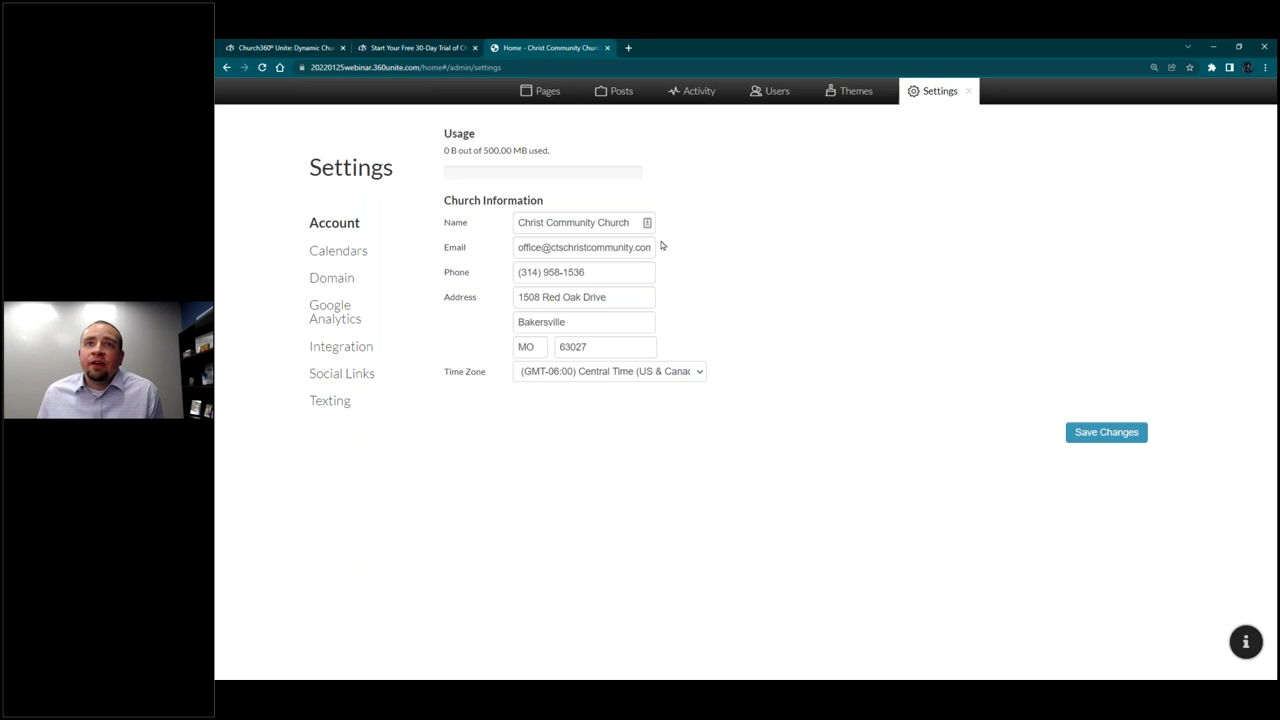 Church360° Unite: Dynamic Chu
Start Your Free 30-Day Trial of C
Home - Christ Community Churc
20220125webinar.360unite.com/home#/admin/settings
Pages
Posts
Activity
Users
Themes
Settings
Usage
0 B out of 500.00 MB used.
Settings
Church Information
Account
Name
Christ Community Church
Email
office@ctschristcommunity.com
Calendars
Phone
(314) 958-1536
Domain
Address
1508 Red Oak Drive
Google
Analytics
Bakersville
Integration
MO
63027
Social Links
Time Zone
(GMT-06:00) Central Time (US & Canac
Texting
Save Changes